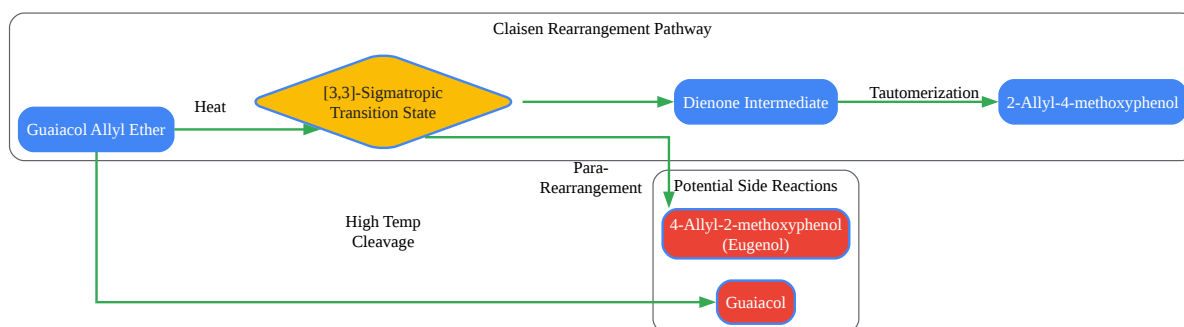 Claisen Rearrangement Pathway
Guaiacol Allyl Ether
Heat
[3,3]-Sigmatropic
Transition State
Dienone Intermediate
Tautomerization
2-Allyl-4-methoxyphenol
Para-
Rearrangement
Potential Side Reactions
4-Allyl-2-methoxyphenol
(Eugenol)
High Temp
Cleavage
Guaiacol